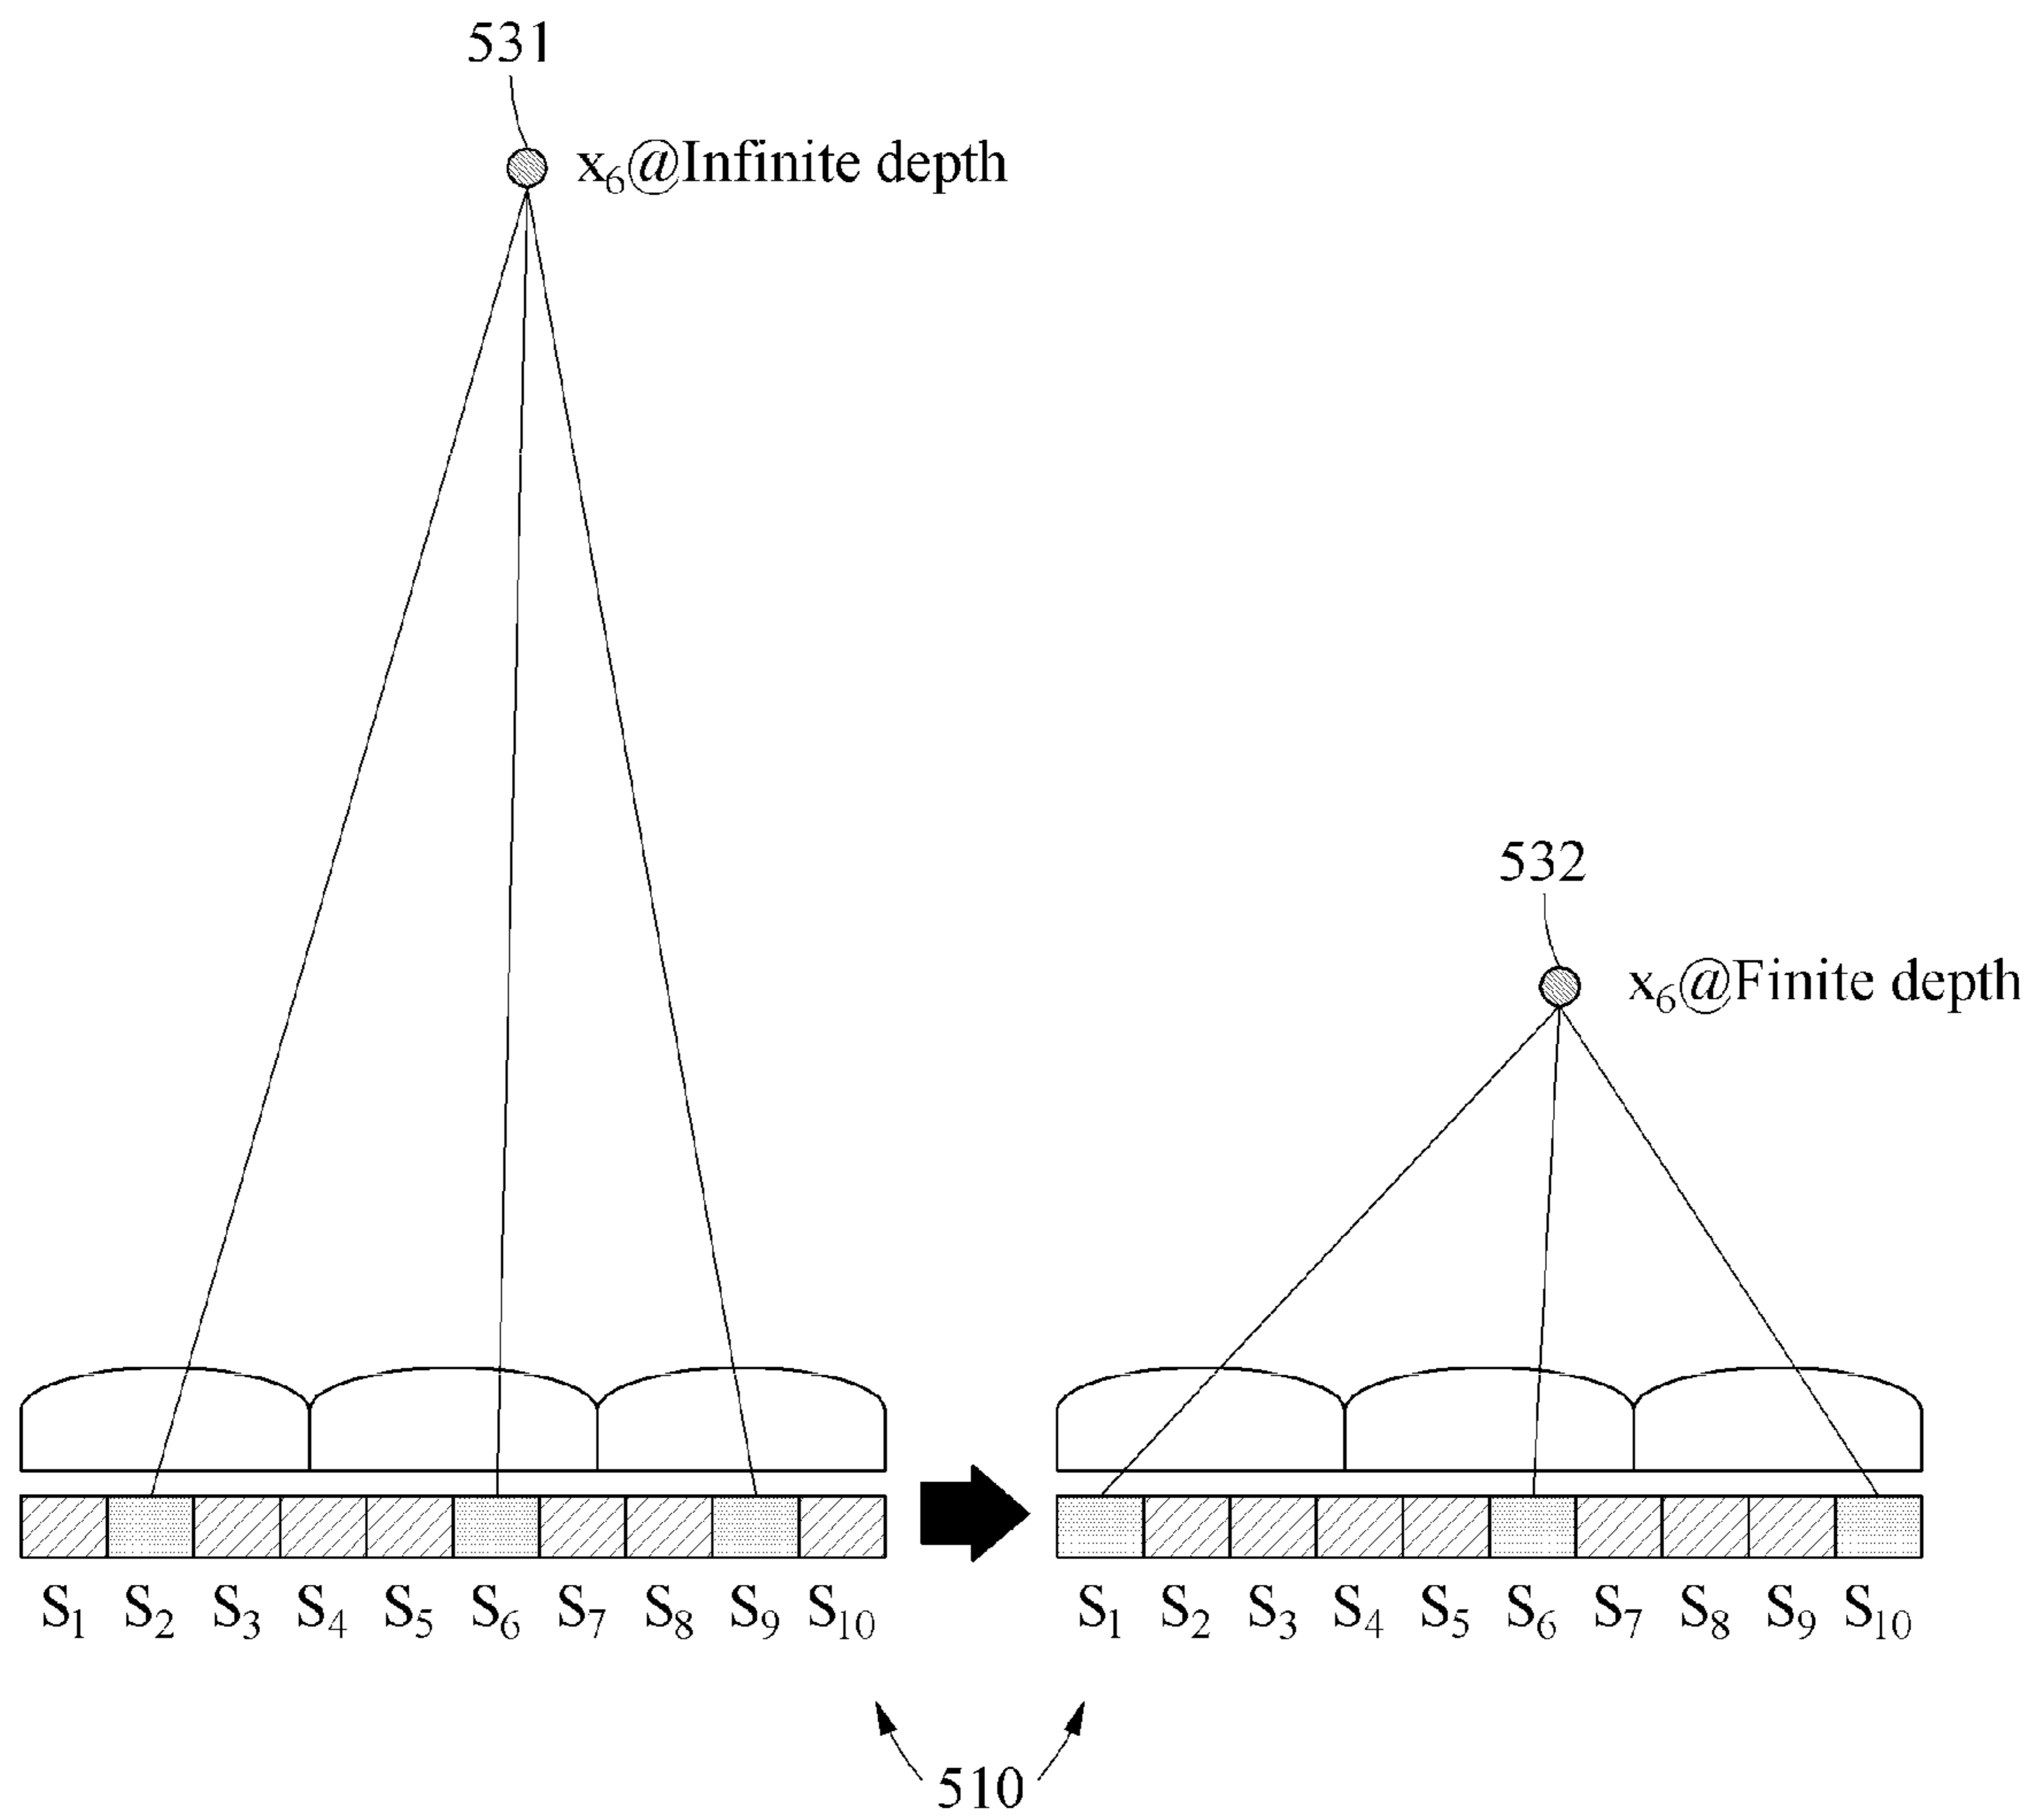 531
x₆@Infinite depth
532
x₆@Finite depth
S₁ S₂ S₃ S₄ S₅ S₆ S₇ S₈ S₉ S₁₀
S₁ S₂ S₃ S₄ S₅ S₆ S₇ S₈ S₉ S₁₀
510